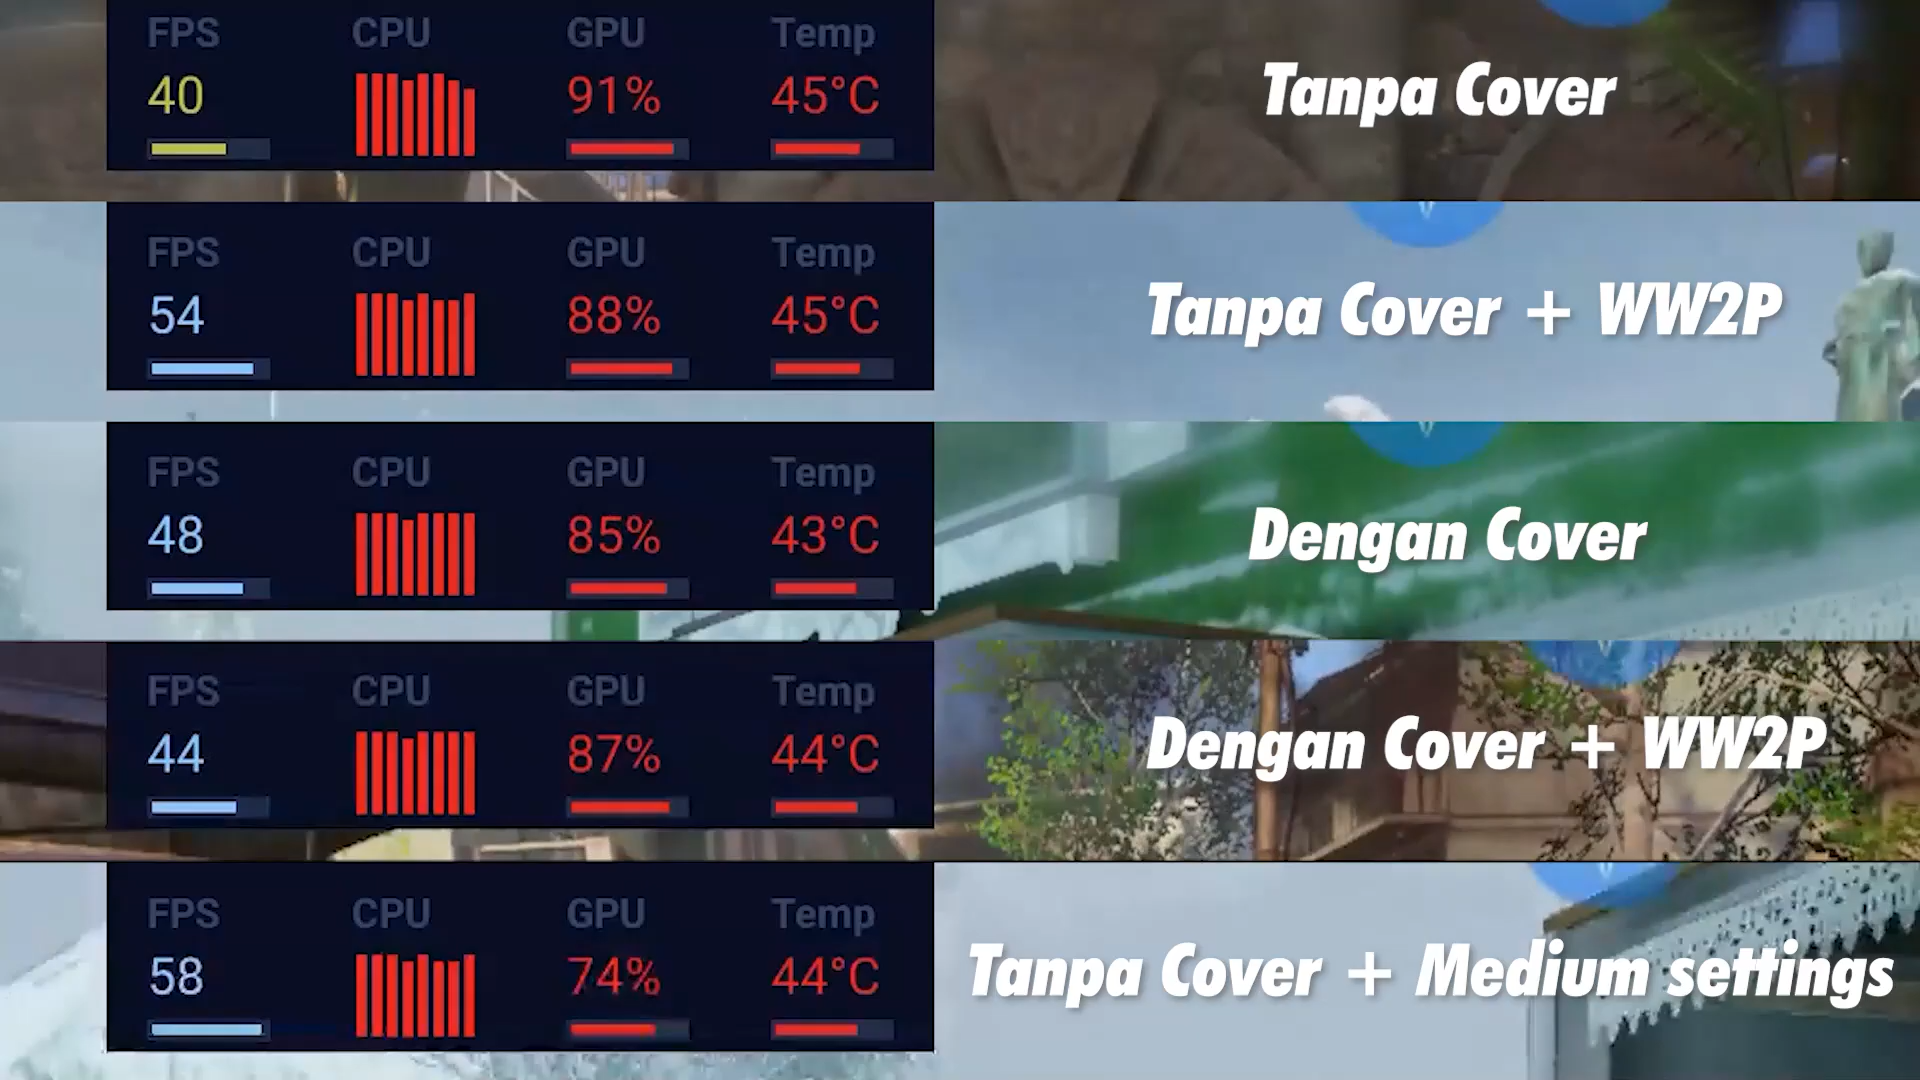 FPS CPU GPU Temp
40 91% 45°C
Tanpa Cover
FPS CPU GPU Temp
54 88% 45°C
Tanpa Cover + WW2P
FPS CPU GPU Temp
48 85% 43°C
Dengan Cover
FPS CPU GPU Temp
44 87% 44°C
Dengan Cover + WW2P
FPS CPU GPU Temp
58 74% 44°C
Tanpa Cover + Medium settings